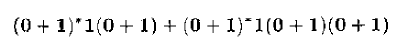 (0 + 1)*1(0 + 1) + (0 + 1)*1(0 + 1)(0 + 1)